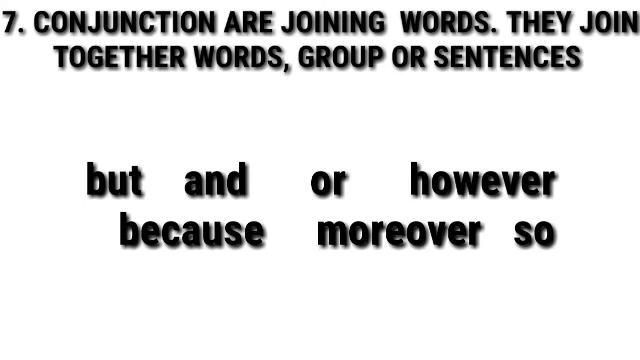 7. CONJUNCTION ARE JOINING WORDS. THEY JOIN
TOGETHER WORDS, GROUP OR SENTENCES
but and or however
because moreover so